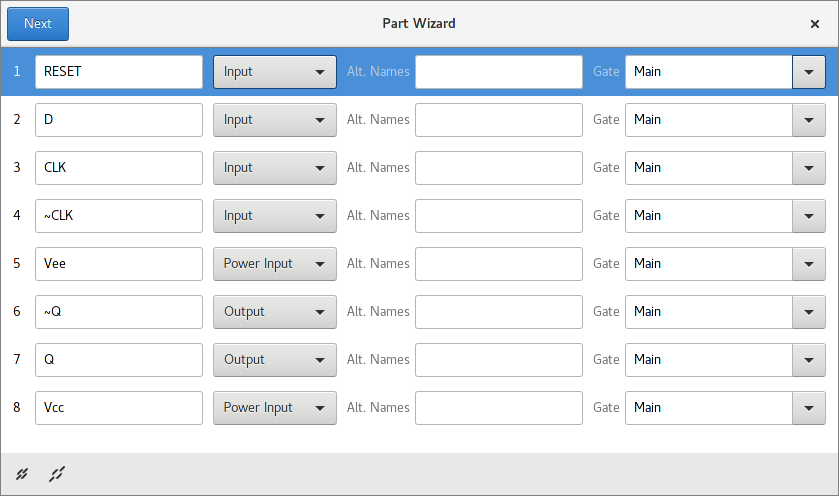 Next Part Wizard
1 RESET Input Alt. Names Gate Main
2 D Input Alt. Names Gate Main
3 CLK Input Alt. Names Gate Main
4 ~CLK Input Alt. Names Gate Main
5 Vee Power Input Alt. Names Gate Main
6 ~Q Output Alt. Names Gate Main
7 Q Output Alt. Names Gate Main
8 Vcc Power Input Alt. Names Gate Main